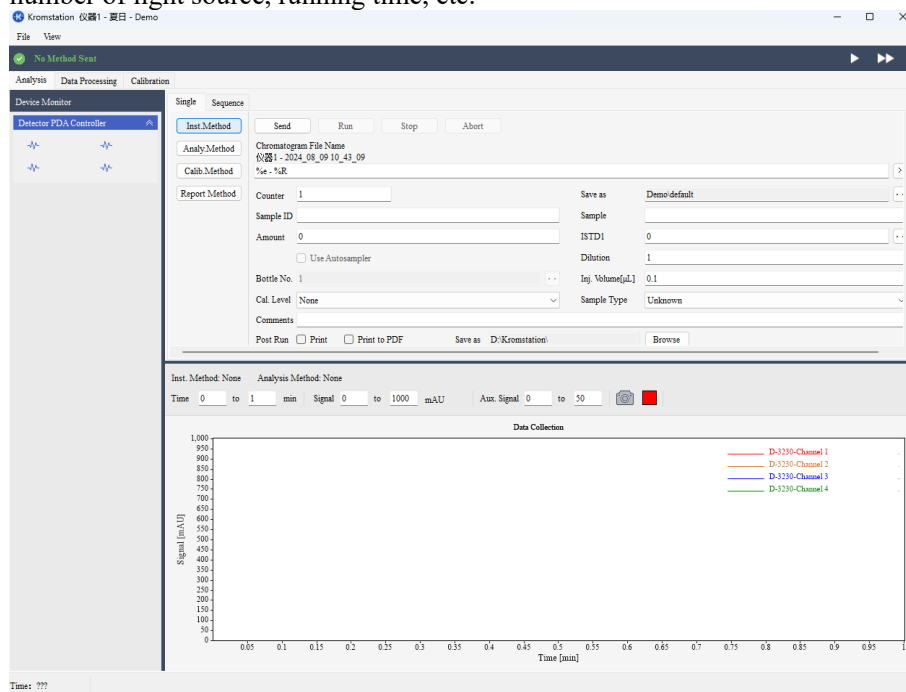 number of light source, running time, etc.
Kromstation 仪器1 - 夏日 - Demo
File View
No Method Sent
Analysis Data Processing Calibration
Device Monitor
Detector PDA Controller
Single Sequence
Inst.Method Send Run Stop Abort
Analy.Method Chromatogram File Name
仪器1 - 2024_08_09 10_43_09
Calib.Method %e - %R
Report Method Counter 1 Save as Demo\default
Sample ID Sample
Amount 0 ISTD1 0
Use Autosampler Dilution 1
Bottle No. 1 Inj. Volume[µL] 0.1
Cal. Level None Sample Type Unknown
Comments
Post Run Print Print to PDF Save as D:\Kromstation\ Browse
Inst. Method: None Analysis Method: None
Time 0 to 1 min Signal 0 to 1000 mAU Aux. Signal 0 to 50
Data Collection
D-3230-Channel 1
D-3230-Channel 2
D-3230-Channel 3
D-3230-Channel 4
Signal [mAU]
1,000
950
900
850
800
750
700
650
600
550
500
450
400
350
300
250
200
150
100
50
0
0.05 0.1 0.15 0.2 0.25 0.3 0.35 0.4 0.45 0.5 0.55 0.6 0.65 0.7 0.75 0.8 0.85 0.9 0.95 1
Time [min]
Time: ???